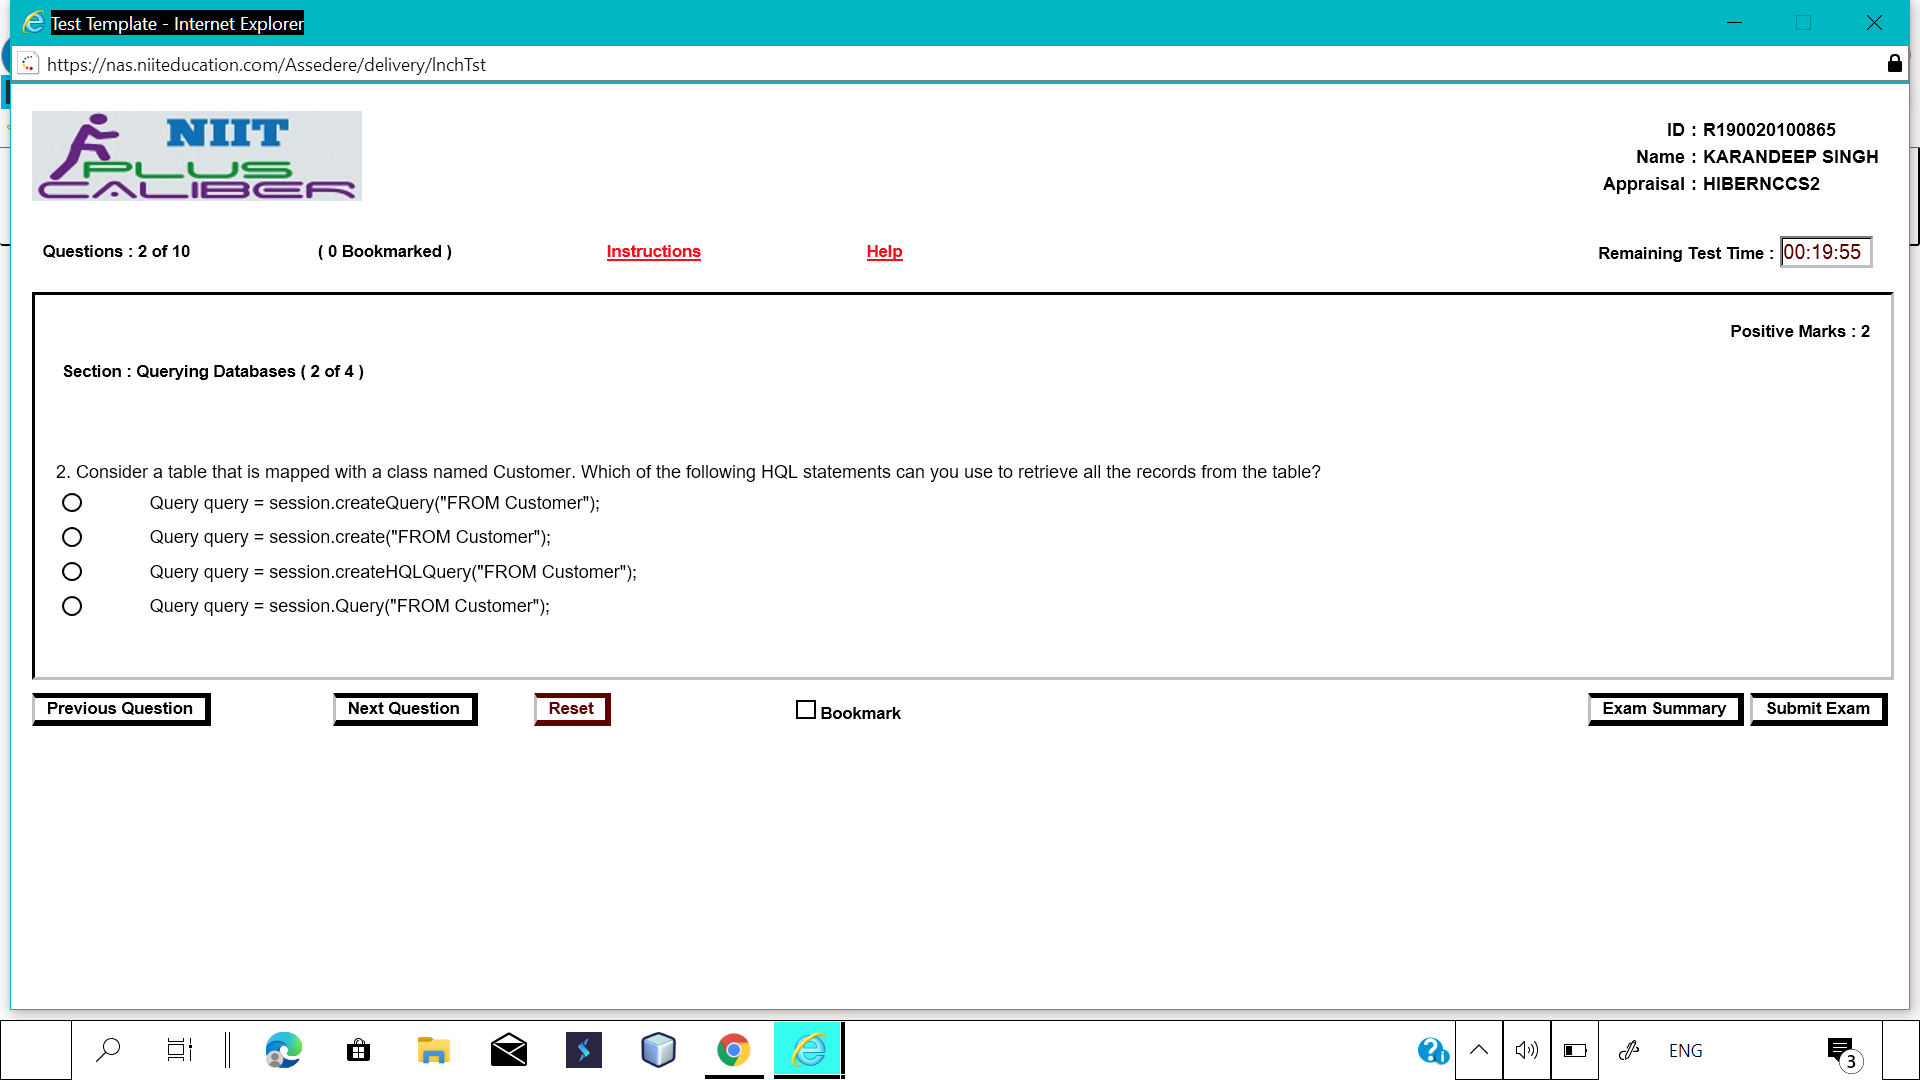 Test Template - Internet Explorer
https://nas.niiteducation.com/Assedere/delivery/lnchTst
NIIT
PLUS
CALIBER
ID : R190020100865
Name : KARANDEEP SINGH
Appraisal : HIBERNCCS2
Questions : 2 of 10 ( 0 Bookmarked ) Instructions Help Remaining Test Time : 00:19:55
Positive Marks : 2
Section : Querying Databases ( 2 of 4 )
2. Consider a table that is mapped with a class named Customer. Which of the following HQL statements can you use to retrieve all the records from the table?
Query query = session.createQuery("FROM Customer");
Query query = session.create("FROM Customer");
Query query = session.createHQLQuery("FROM Customer");
Query query = session.Query("FROM Customer");
Previous Question Next Question Reset Bookmark Exam Summary Submit Exam
ENG 3